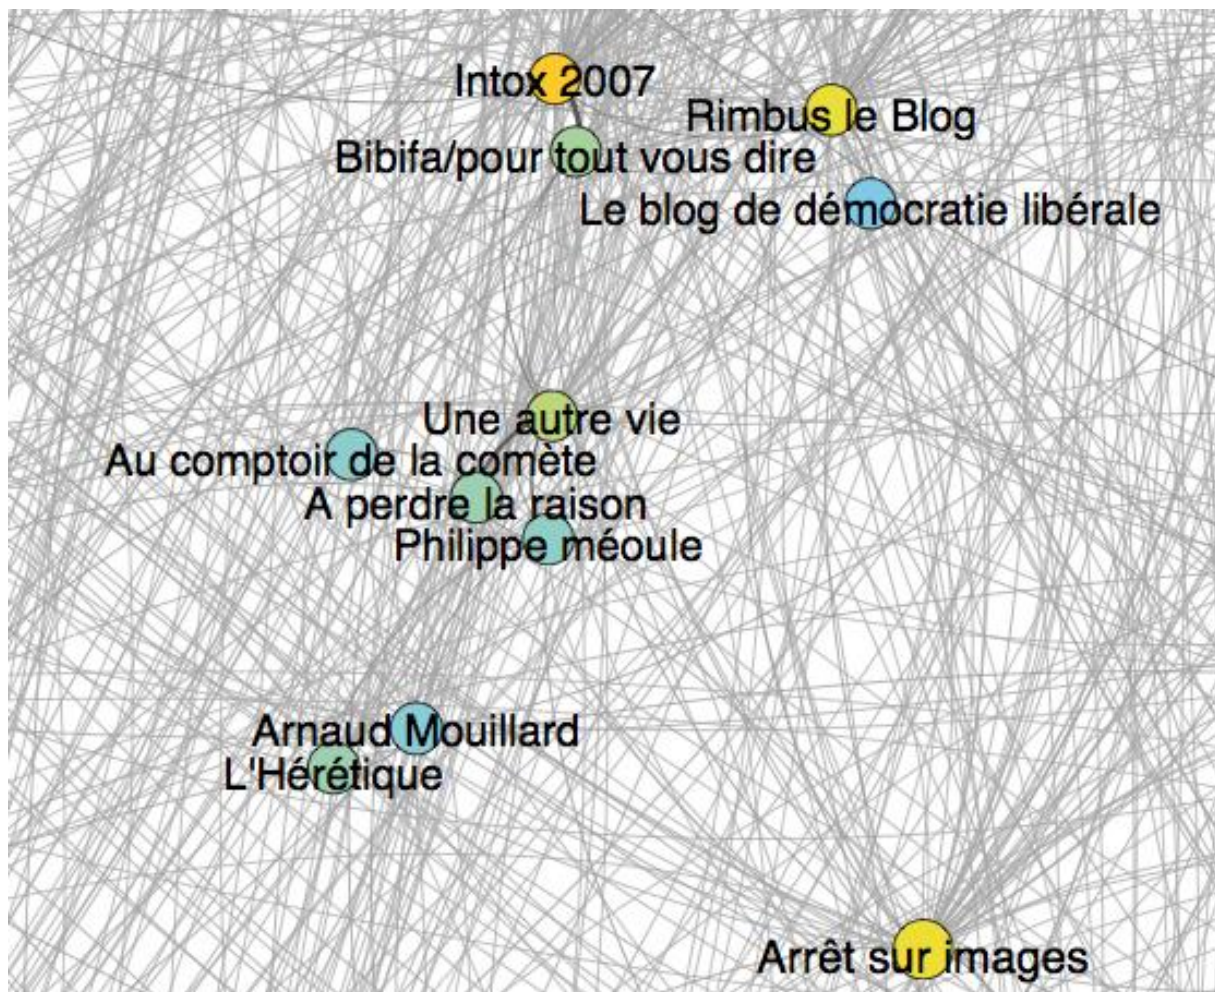 Intox 2007
Rimbus le Blog
Bibifa/pour tout vous dire
Le blog de démocratie libérale
Une autre vie
Au comptoir de la comète
A perdre la raison
Philippe méoule
Arnaud Mouillard
L'Hérétique
Arrêt sur images